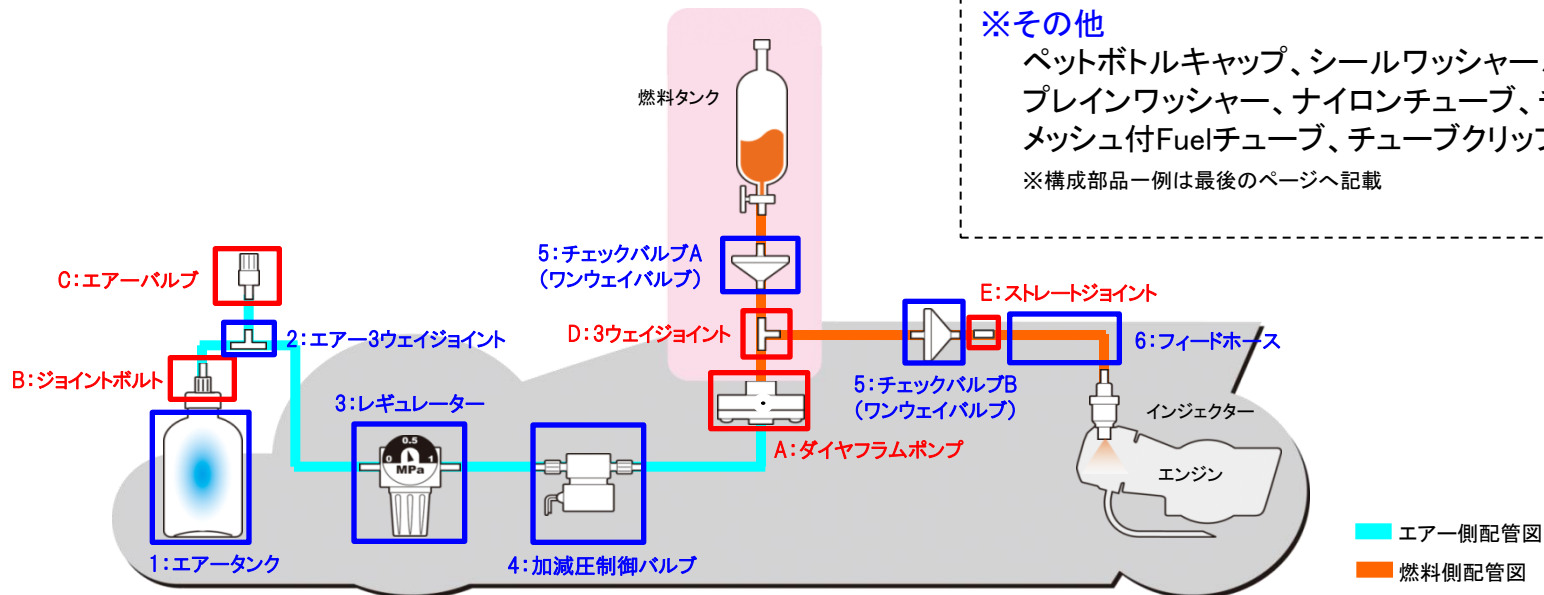 ※その他
ペットボトルキャップ、シールワッシャー
プレインワッシャー、ナイロンチューブ、
メッシュ付Fuelチューブ、チューブクリップ
※構成部品一例は最後のページへ記載
燃料タンク
5:チェックバルブA
(ワンウェイバルブ)
C:エアーバルブ
E:ストレートジョイント
2:エアー3ウェイジョイント
D:3ウェイジョイント
6:フィードホース
B:ジョイントボルト
5:チェックバルブB
(ワンウェイバルブ)
3:レギュレーター
インジェクター
0.5
0 1
MPa
A:ダイヤフラムポンプ
エンジン
1:エアータンク
4:加減圧制御バルブ
エアー側配管図
燃料側配管図